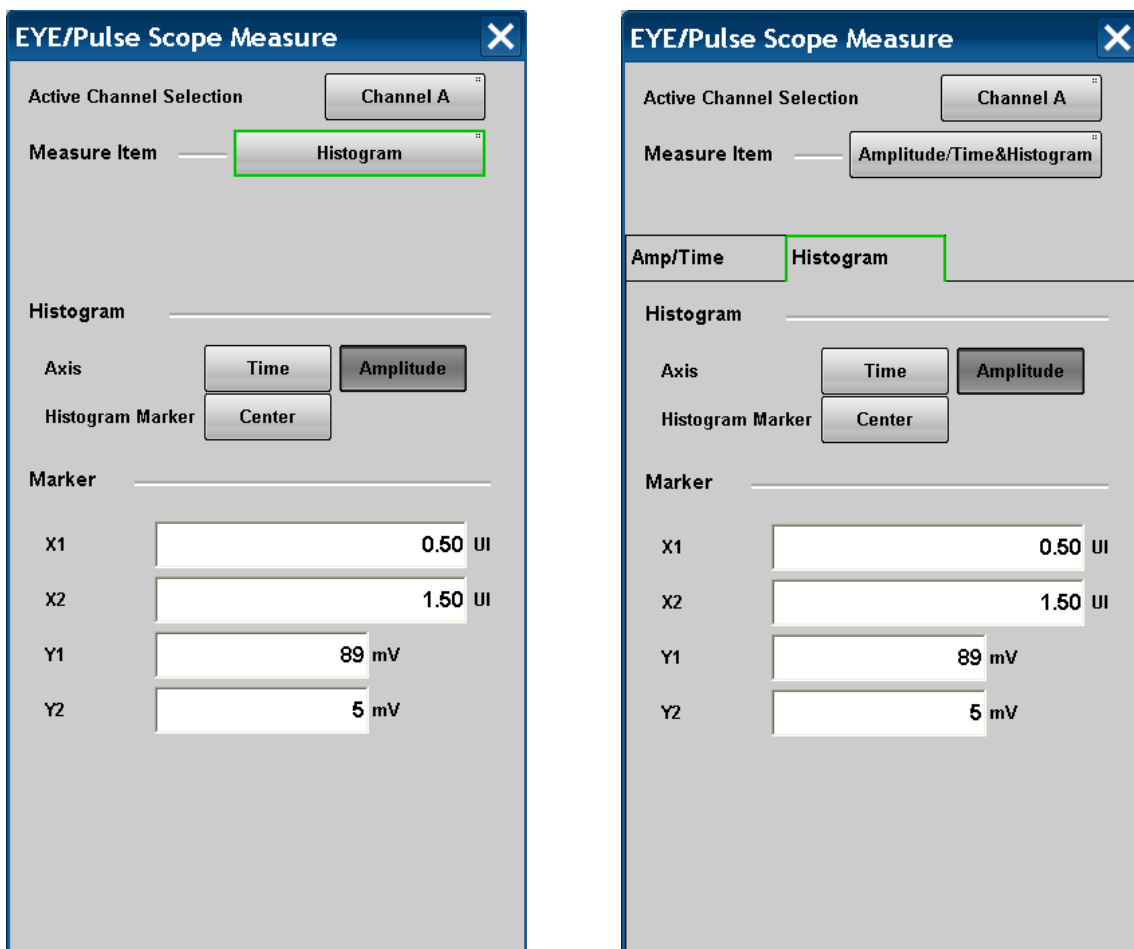 EYE/Pulse Scope Measure
Active Channel Selection Channel A
Measure Item Histogram
Histogram
Axis Time Amplitude
Histogram Marker Center
Marker
X1 0.50 UI
X2 1.50 UI
Y1 89 mV
Y2 5 mV
EYE/Pulse Scope Measure
Active Channel Selection Channel A
Measure Item Amplitude/Time&Histogram
Amp/Time Histogram
Histogram
Axis Time Amplitude
Histogram Marker Center
Marker
X1 0.50 UI
X2 1.50 UI
Y1 89 mV
Y2 5 mV